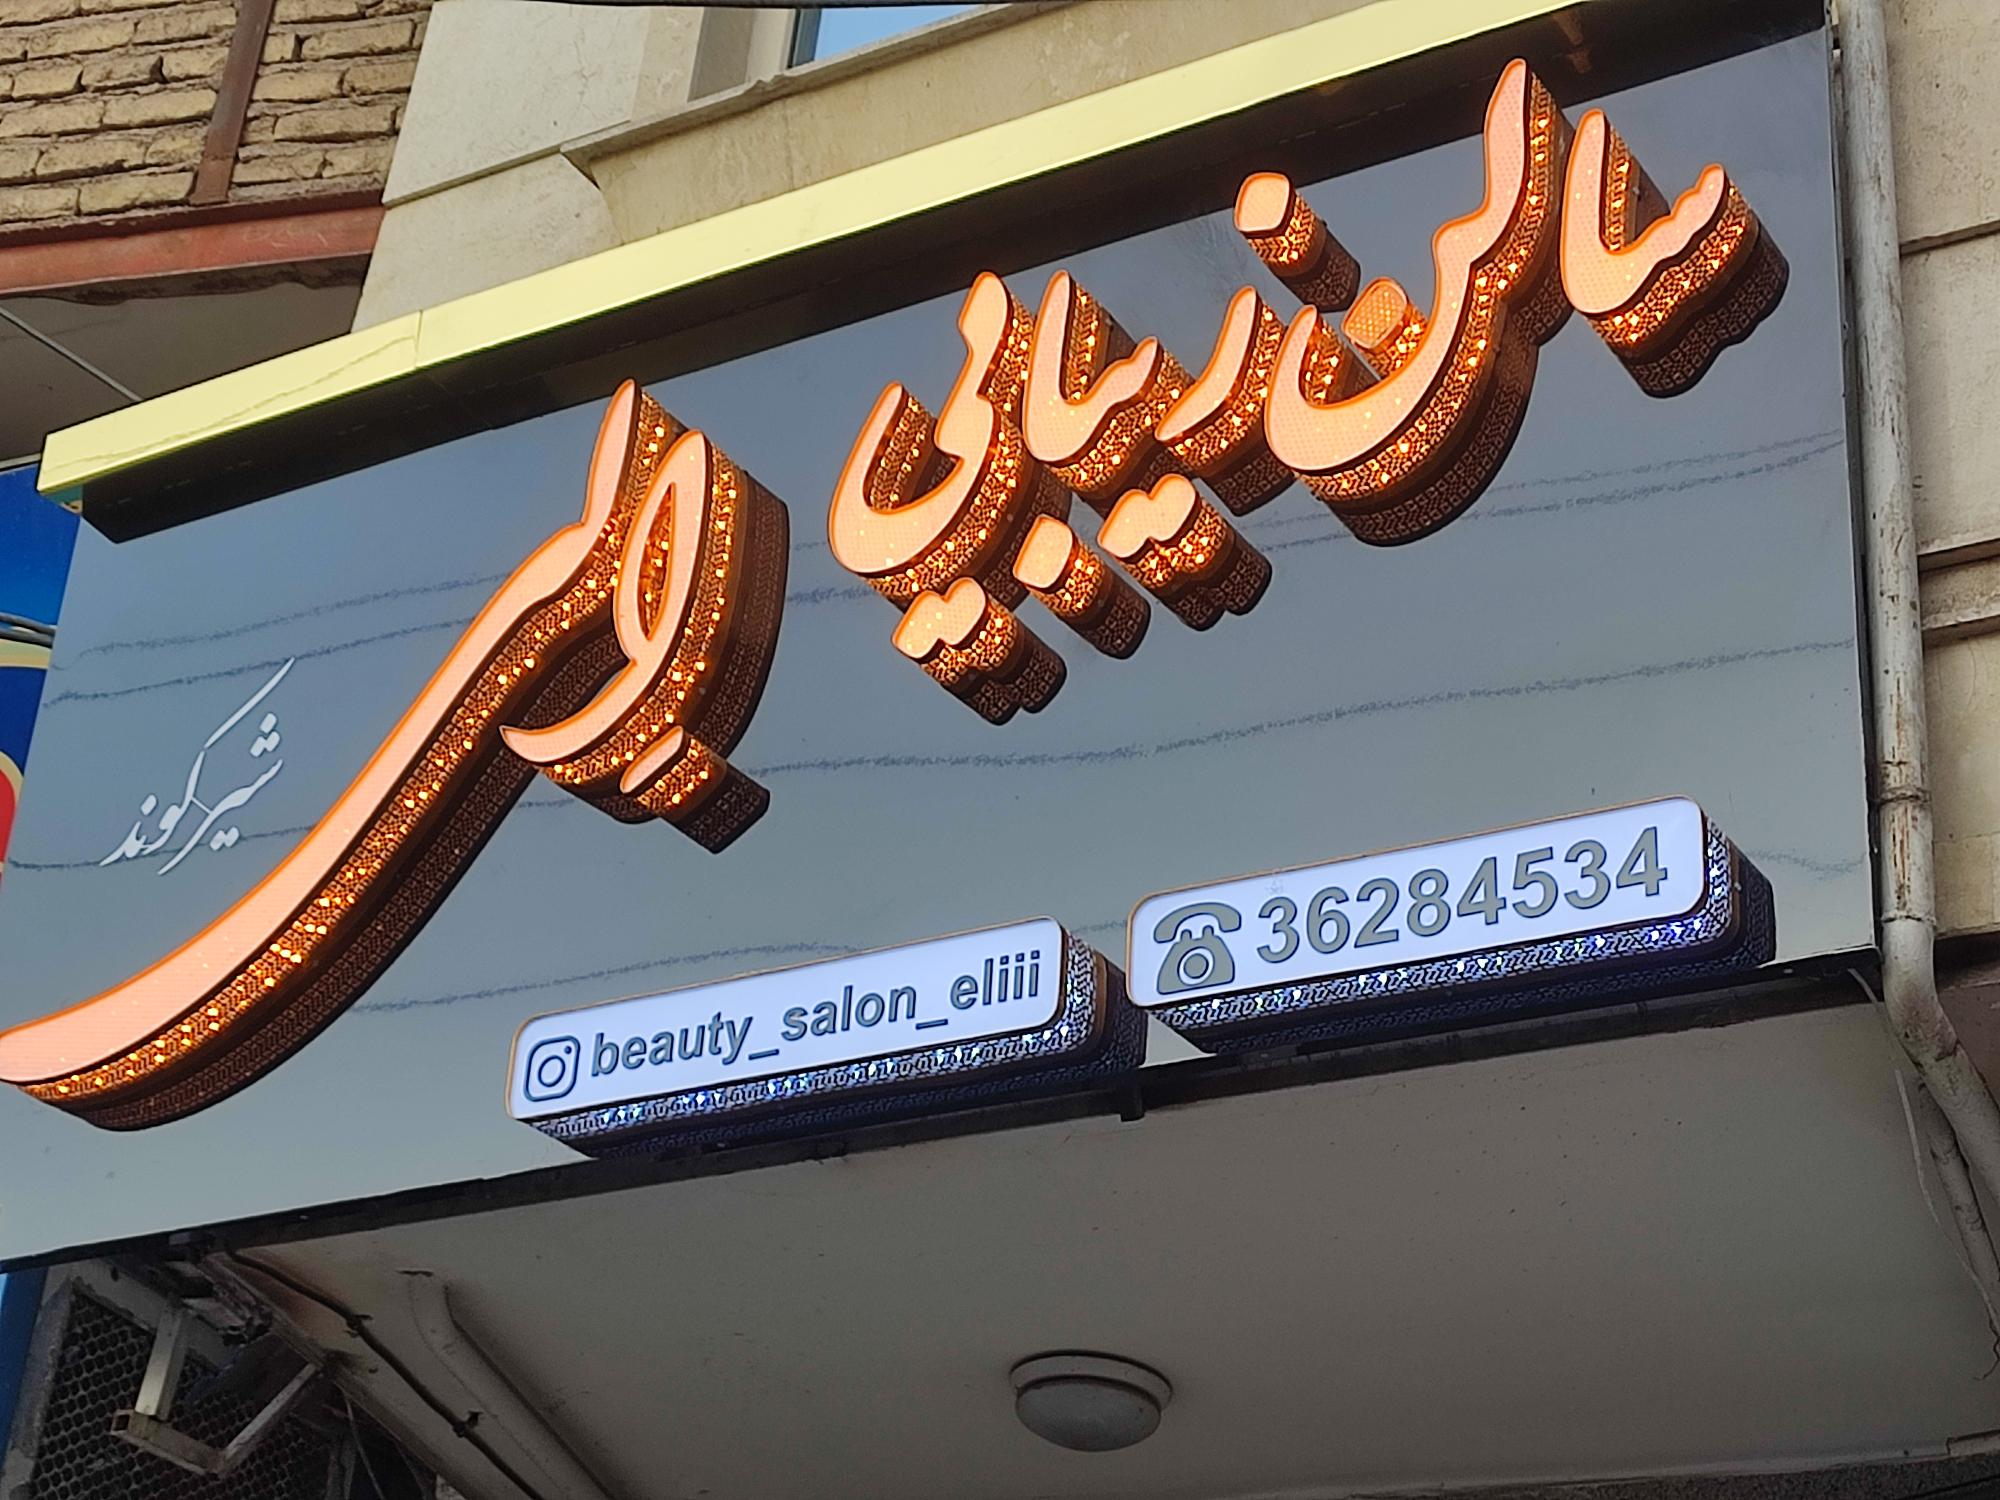 سالن زیبایی الی
شیرکوند
36284534
beauty_salon_eliii